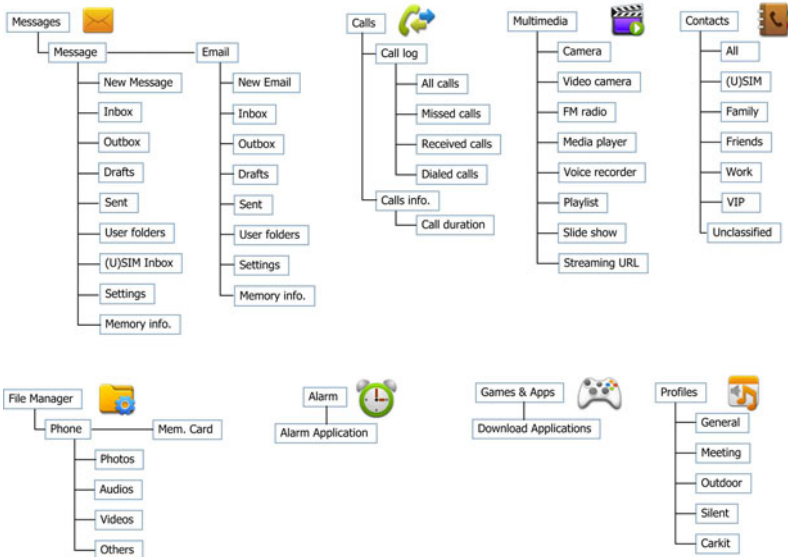 Messages
Message
Email
New Message
Inbox
Outbox
Drafts
Sent
User folders
(U)SIM Inbox
Settings
Memory info.
New Email
Inbox
Outbox
Drafts
Sent
User folders
Settings
Memory info.
Calls
Call log
All calls
Missed calls
Received calls
Dialed calls
Calls info.
Call duration
Multimedia
Camera
Video camera
FM radio
Media player
Voice recorder
Playlist
Slide show
Streaming URL
Contacts
All
(U)SIM
Family
Friends
Work
VIP
Unclassified
File Manager
Phone
Mem. Card
Photos
Audios
Videos
Others
Alarm
Alarm Application
Games & Apps
Download Applications
Profiles
General
Meeting
Outdoor
Silent
Carkit